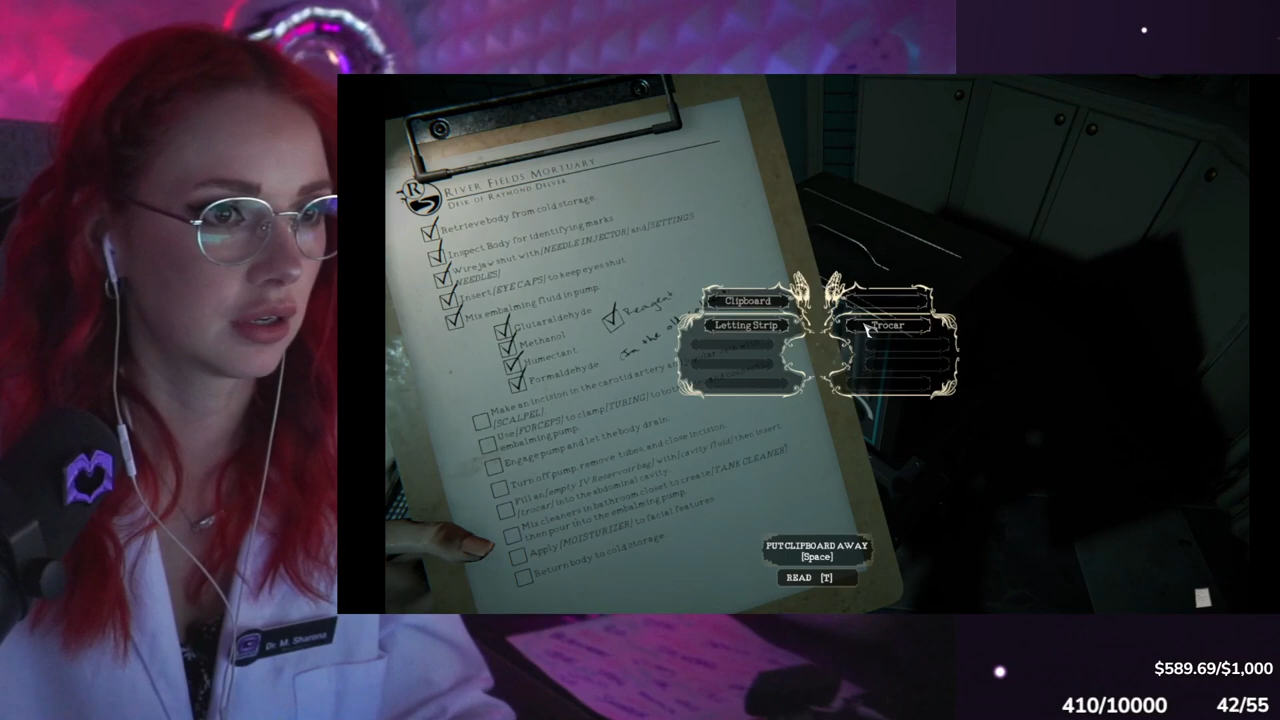 RIVER FIELDS MORTUARY
DESK OF RAYMOND DELVER
Retrieve body from cold storage.
Inspect Body for identifying marks
Wire jaw shut with [NEEDLE INJECTOR] and [SETTINGS
NEEDLES]
Insert [EYE CAPS] to keep eyes shut.
Mix embalming fluid in pump.
Glutaraldehyde
Reagent
Methanol
In the
Humectant
Formaldehyde
Make an incision in the carotid artery
[SCALPEL].
Use [FORCEPS] to clamp [TUBING] to
embalming pump.
Engage pump and let the body drain.
Turn off pump, remove tubes, and close incision.
Fill an [empty IV Reservoir bag] with [cavity fluid] then insert
[trocar] into the abdominal cavity.
Mix cleaners in bathroom closet to create [TANK CLEANER]
then pour into the embalming pump.
Apply [MOISTURIZER] to facial features
Return body to cold storage.
Clipboard
Letting Strip
Trocar
PUT CLIPBOARD AWAY
[Space]
READ [T]
Dr. M. Sharona
$589.69/$1,000
410/10000
42/55